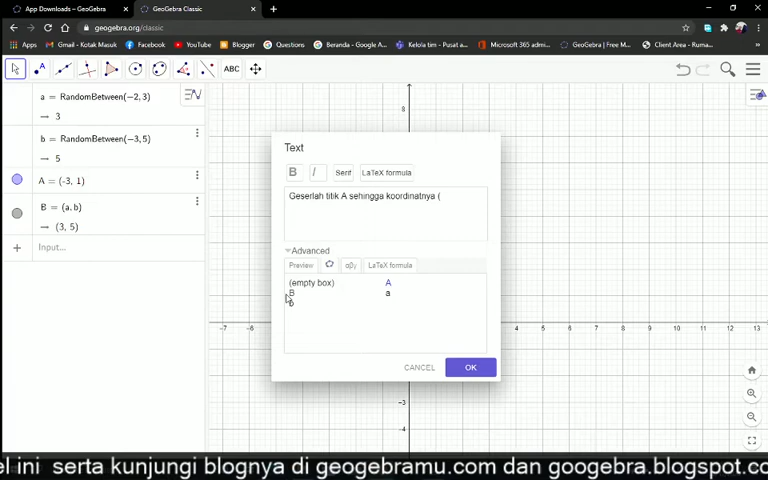 App Downloads – GeoGebra
GeoGebra Classic
geogebra.org/classic
Apps
Gmail - Kotak Masuk
Facebook
YouTube
Blogger
Questions
Beranda - Google A...
Kelola tim - Pusat a...
Microsoft 365 admi...
GeoGebra | Free M...
Client Area - Ruma...
ABC
a = RandomBetween(−2, 3)
→ 3
b = RandomBetween(−3, 5)
→ 5
A = (-3, 1)
B = (a, b)
→ (3, 5)
Input...
Text
B I Serif LaTeX formula
Geserlah titik A sehingga koordinatnya (
Advanced
Preview αβγ LaTeX formula
(empty box) A
B a
b
CANCEL OK
8
−7 −6 4 5 6 7 8 9 10 11 12 13
−3
−4
el ini serta kunjungi blognya di geogebramu.com dan googebra.blogspot.co